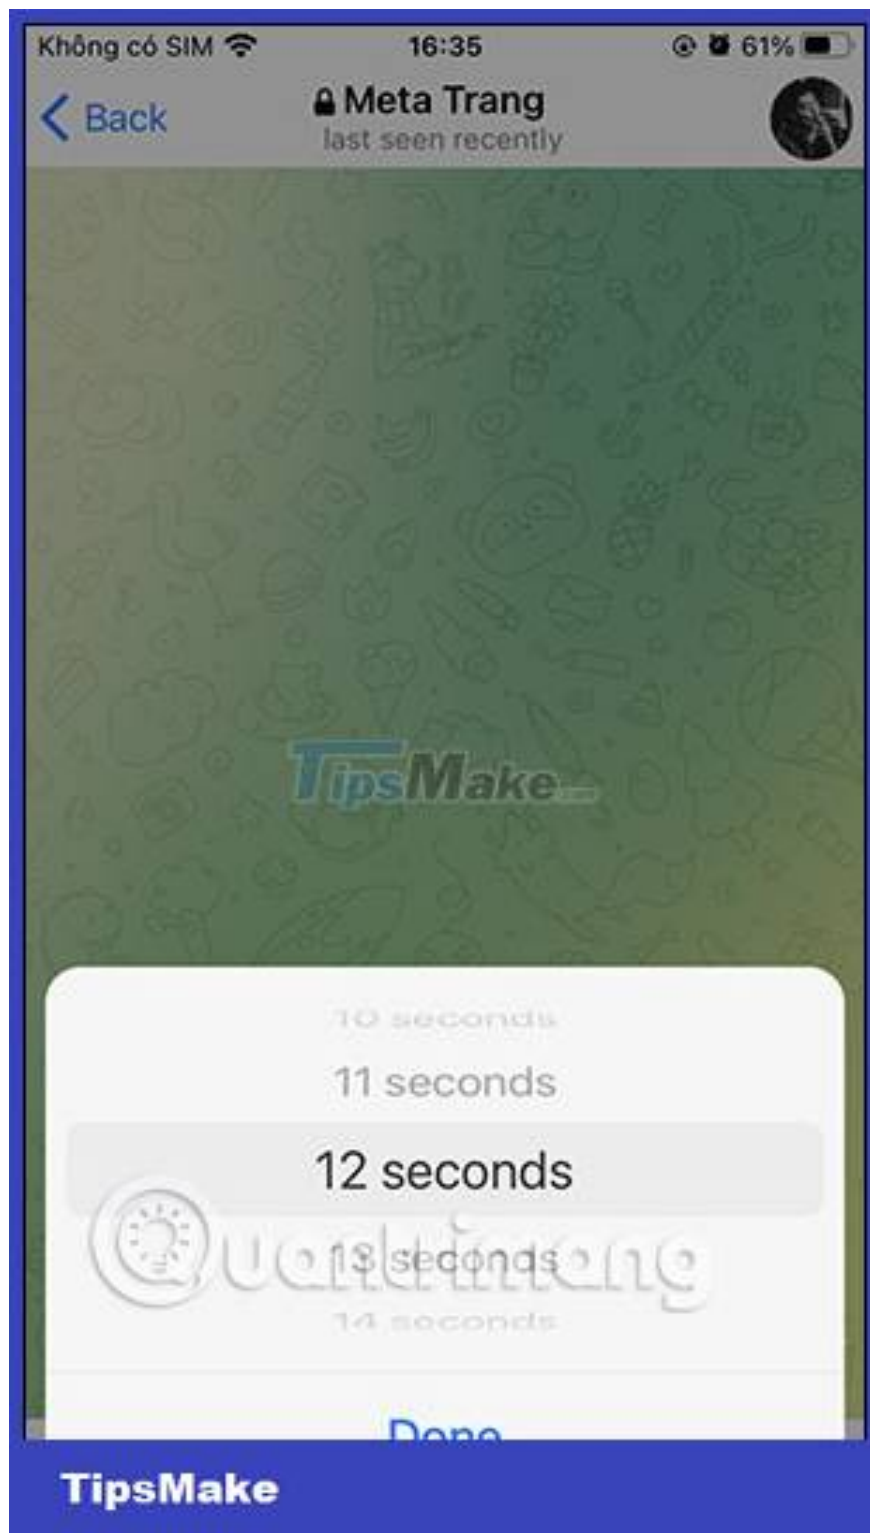 Không có SIM
16:35
61%
Back
Meta Trang
last seen recently
TipsMake
10 seconds
11 seconds
12 seconds
13 seconds
Quantrimang
14 seconds
Done
TipsMake